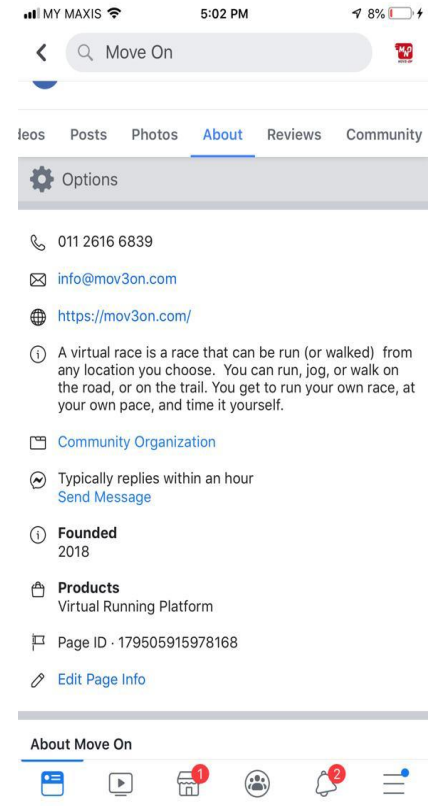 MY MAXIS 5:02 PM 8%
Move On
deos Posts Photos About Reviews Community
Options
011 2616 6839
info@mov3on.com
https://mov3on.com/
A virtual race is a race that can be run (or walked) from
any location you choose. You can run, jog, or walk on
the road, or on the trail. You get to run your own race, at
your own pace, and time it yourself.
Community Organization
Typically replies within an hour
Send Message
Founded
2018
Products
Virtual Running Platform
Page ID · 179505915978168
Edit Page Info
About Move On
1 2